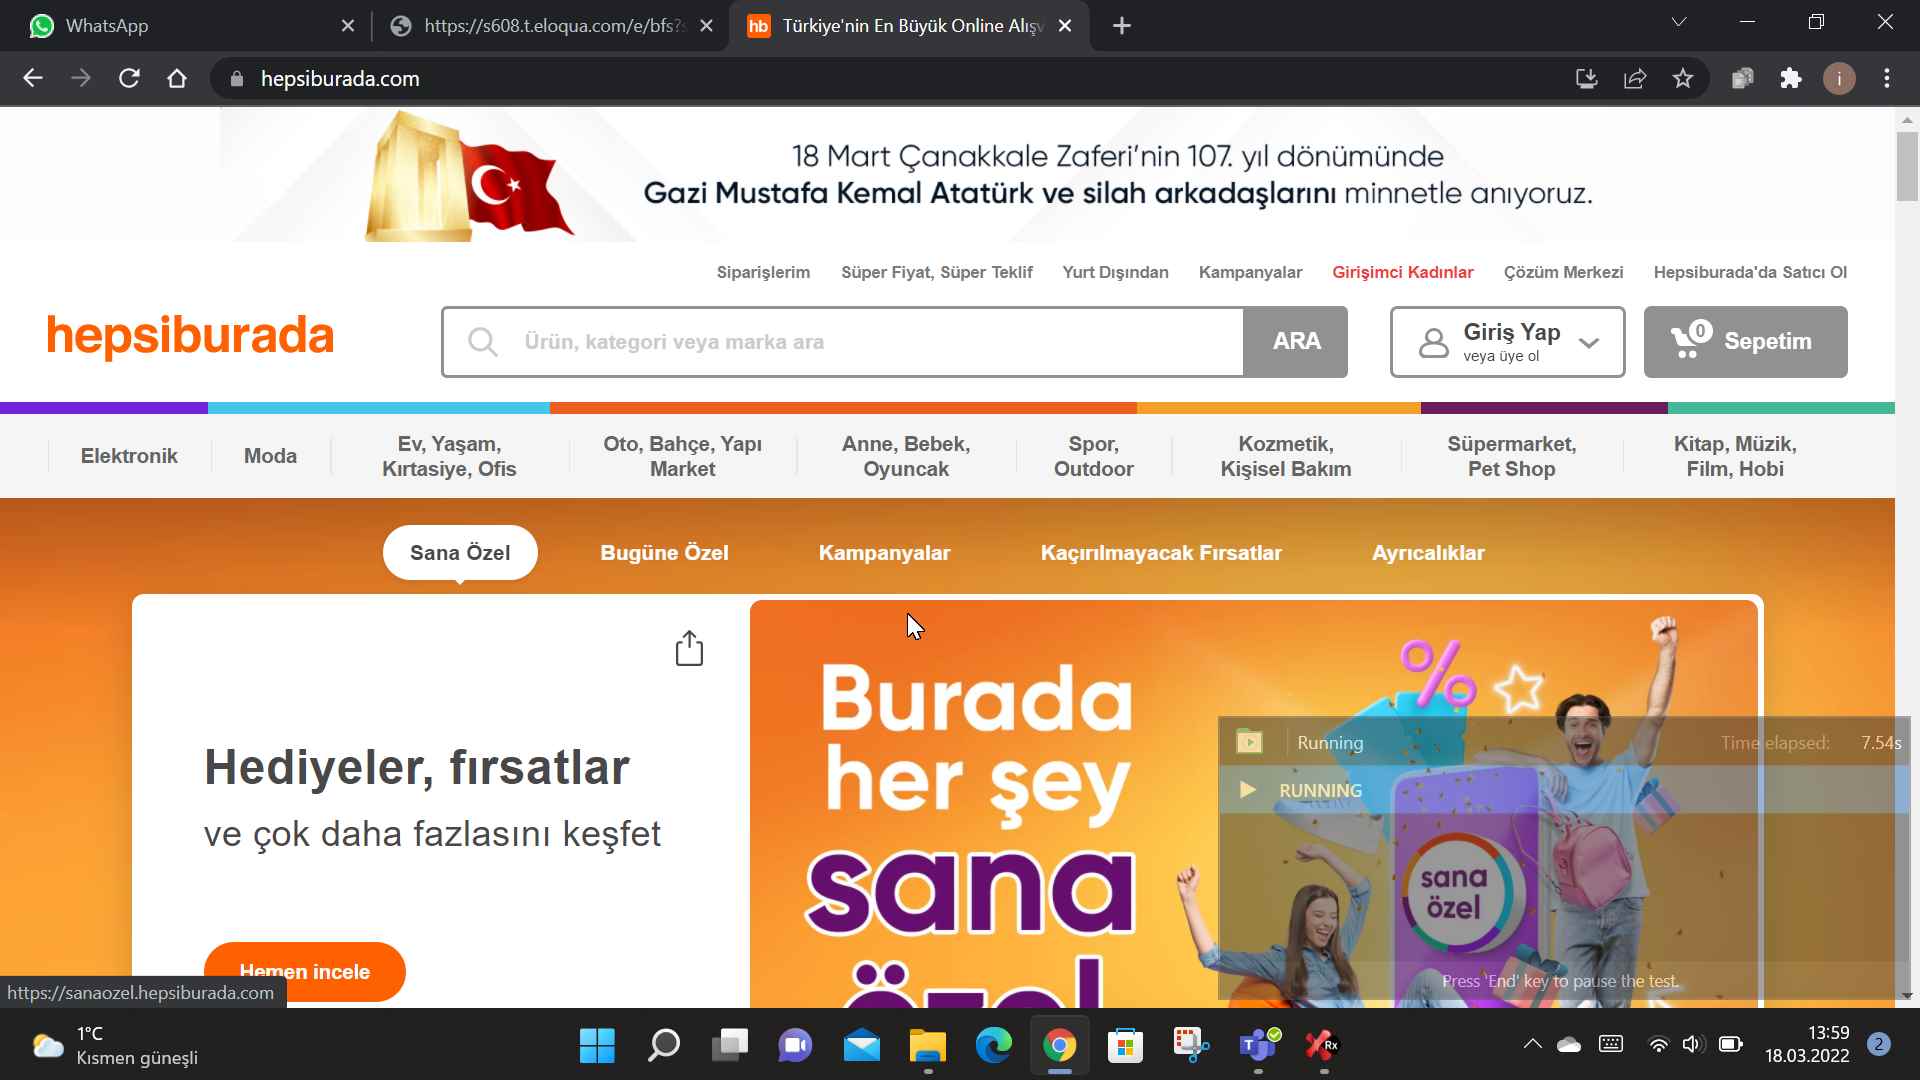 WhatsApp
https://s608.t.eloqua.com/e/bfs?s
hb Türkiye'nin En Büyük Online Alışv
hepsiburada.com
i
18 Mart Çanakkale Zaferi'nin 107. yıl dönümünde
Gazi Mustafa Kemal Atatürk ve silah arkadaşlarını minnetle anıyoruz.
Siparişlerim Süper Fiyat, Süper Teklif Yurt Dışından Kampanyalar Girişimci Kadınlar Çözüm Merkezi Hepsiburada'da Satıcı Ol
hepsiburada
Ürün, kategori veya marka ara
ARA
Giriş Yap
veya üye ol
0 Sepetim
Elektronik
Moda
Ev, Yaşam,
Kırtasiye, Ofis
Oto, Bahçe, Yapı
Market
Anne, Bebek,
Oyuncak
Spor,
Outdoor
Kozmetik,
Kişisel Bakım
Süpermarket,
Pet Shop
Kitap, Müzik,
Film, Hobi
Sana Özel Bugüne Özel Kampanyalar Kaçırılmayacak Fırsatlar Ayrıcalıklar
Hediyeler, fırsatlar
ve çok daha fazlasını keşfet
Hemen incele
Burada
her şey
sana
özel
%
sana
özel
Running Time elapsed: 7.54s
RUNNING
Press 'End' key to pause the test.
https://sanaozel.hepsiburada.com
1°C
Kısmen güneşli
T
Rx
13:59
18.03.2022
2